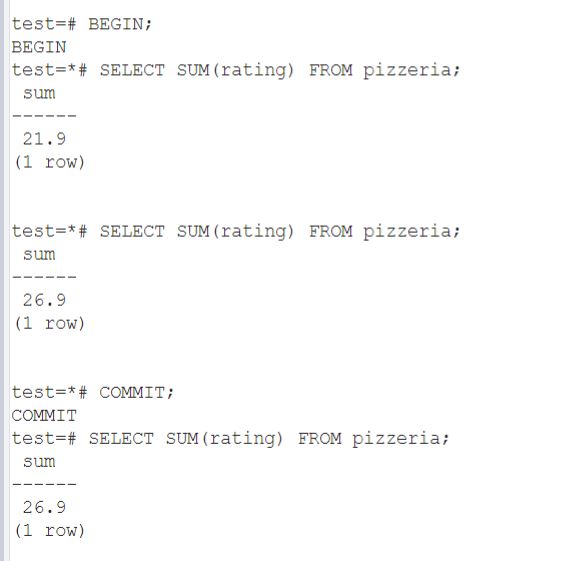 test=# BEGIN;
BEGIN
test=*# SELECT SUM(rating) FROM pizzeria;
 sum
------
 21.9
(1 row)

test=*# SELECT SUM(rating) FROM pizzeria;
 sum
------
 26.9
(1 row)

test=*# COMMIT;
COMMIT
test=# SELECT SUM(rating) FROM pizzeria;
 sum
------
 26.9
(1 row)